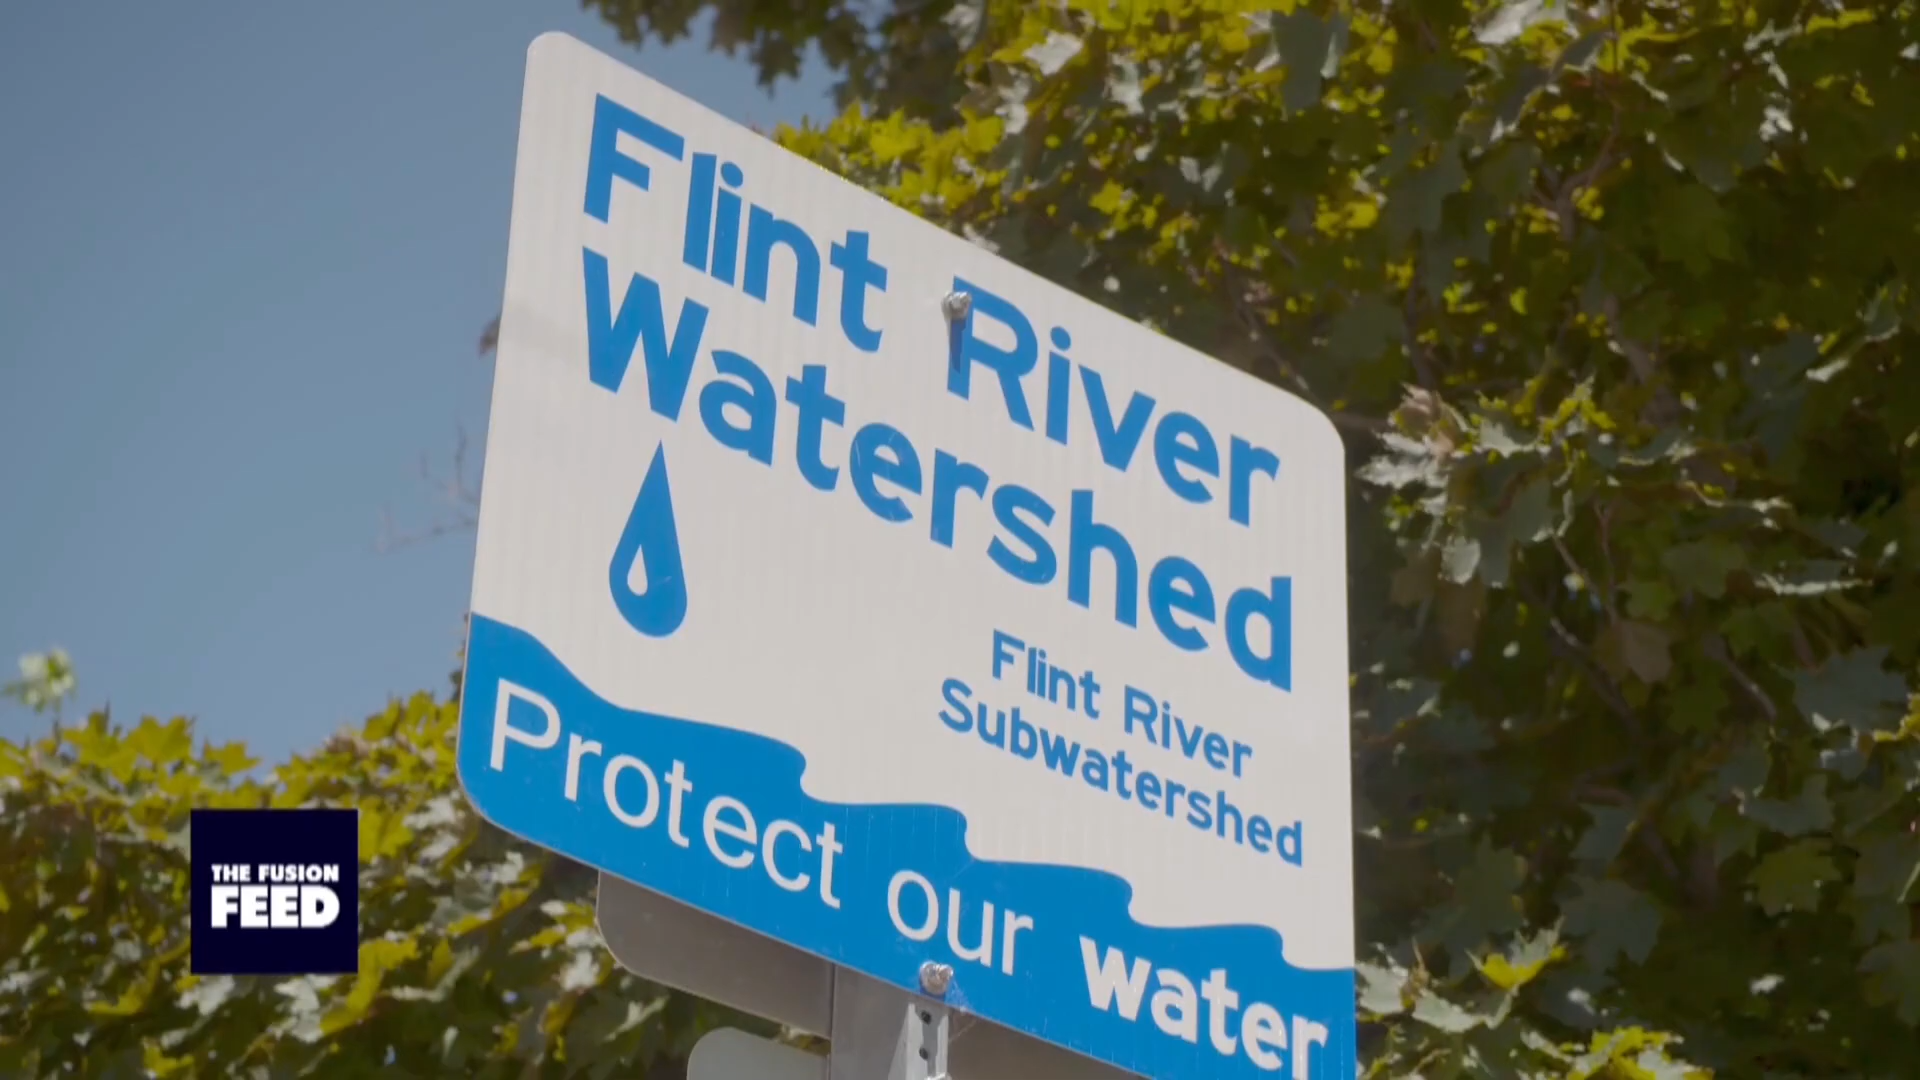 Flint River
Watershed
Flint River
Subwatershed
Protect our water
THE FUSION
FEED